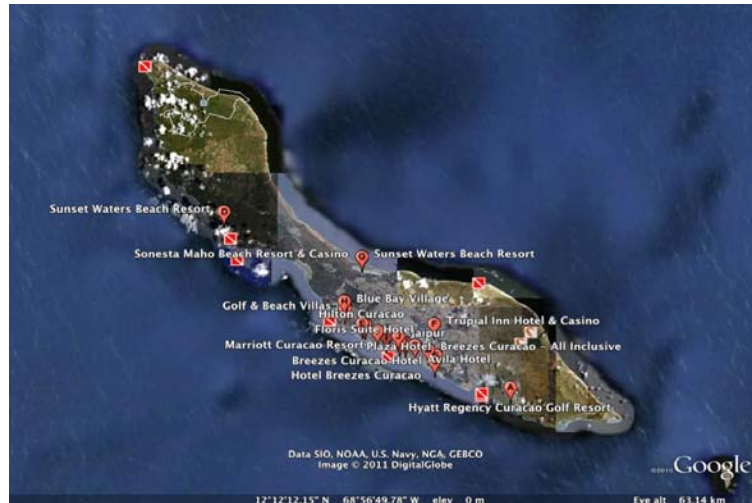 Sunset Waters Beach Resort
Sonesta Maho Beach Resort & Casino
G
Sunset Waters Beach Resort
H
Blue Bay Village
Golf & Beach Villas
Hilton Curacao
Trupial Inn Hotel & Casino
Floris Suite Hotel
Jaipur
Marriott Curacao Resort
Plaza Hotel
Breezes Curacao - All Inclusive
Breezes Curacao Hotel
Avila Hotel
Hotel Breezes Curacao
A
Hyatt Regency Curacao Golf Resort
Data SIO, NOAA, U.S. Navy, NGA, GEBCO
Image © 2011 DigitalGlobe
©2010 Google
12°12'12.15" N 68°56'49.78" W elev 0 m Eye alt 63.14 km